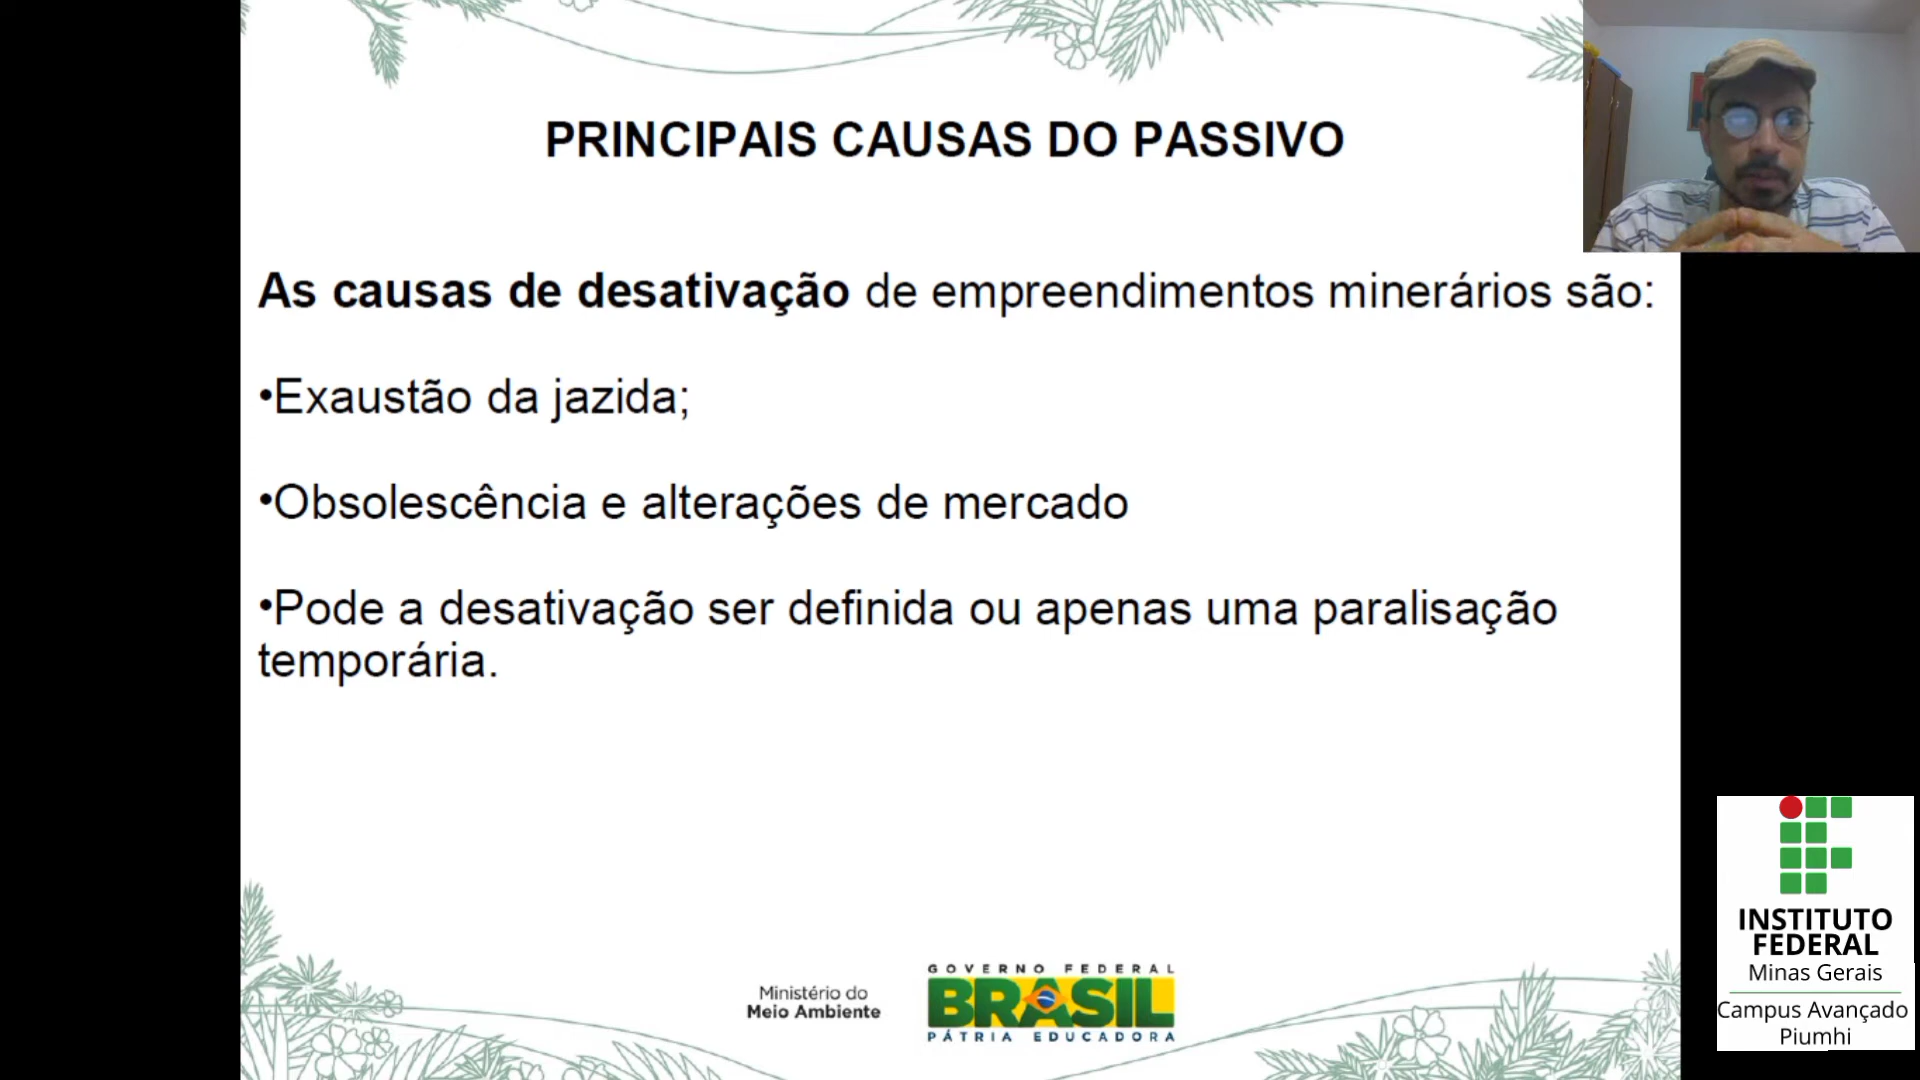 PRINCIPAIS CAUSAS DO PASSIVO
As causas de desativação de empreendimentos minerários são:
•Exaustão da jazida;
•Obsolescência e alterações de mercado
•Pode a desativação ser definida ou apenas uma paralisação
temporária.
Ministério do
Meio Ambiente
GOVERNO FEDERAL
BRASIL
PÁTRIA EDUCADORA
INSTITUTO
FEDERAL
Minas Gerais
Campus Avançado
Piumhi